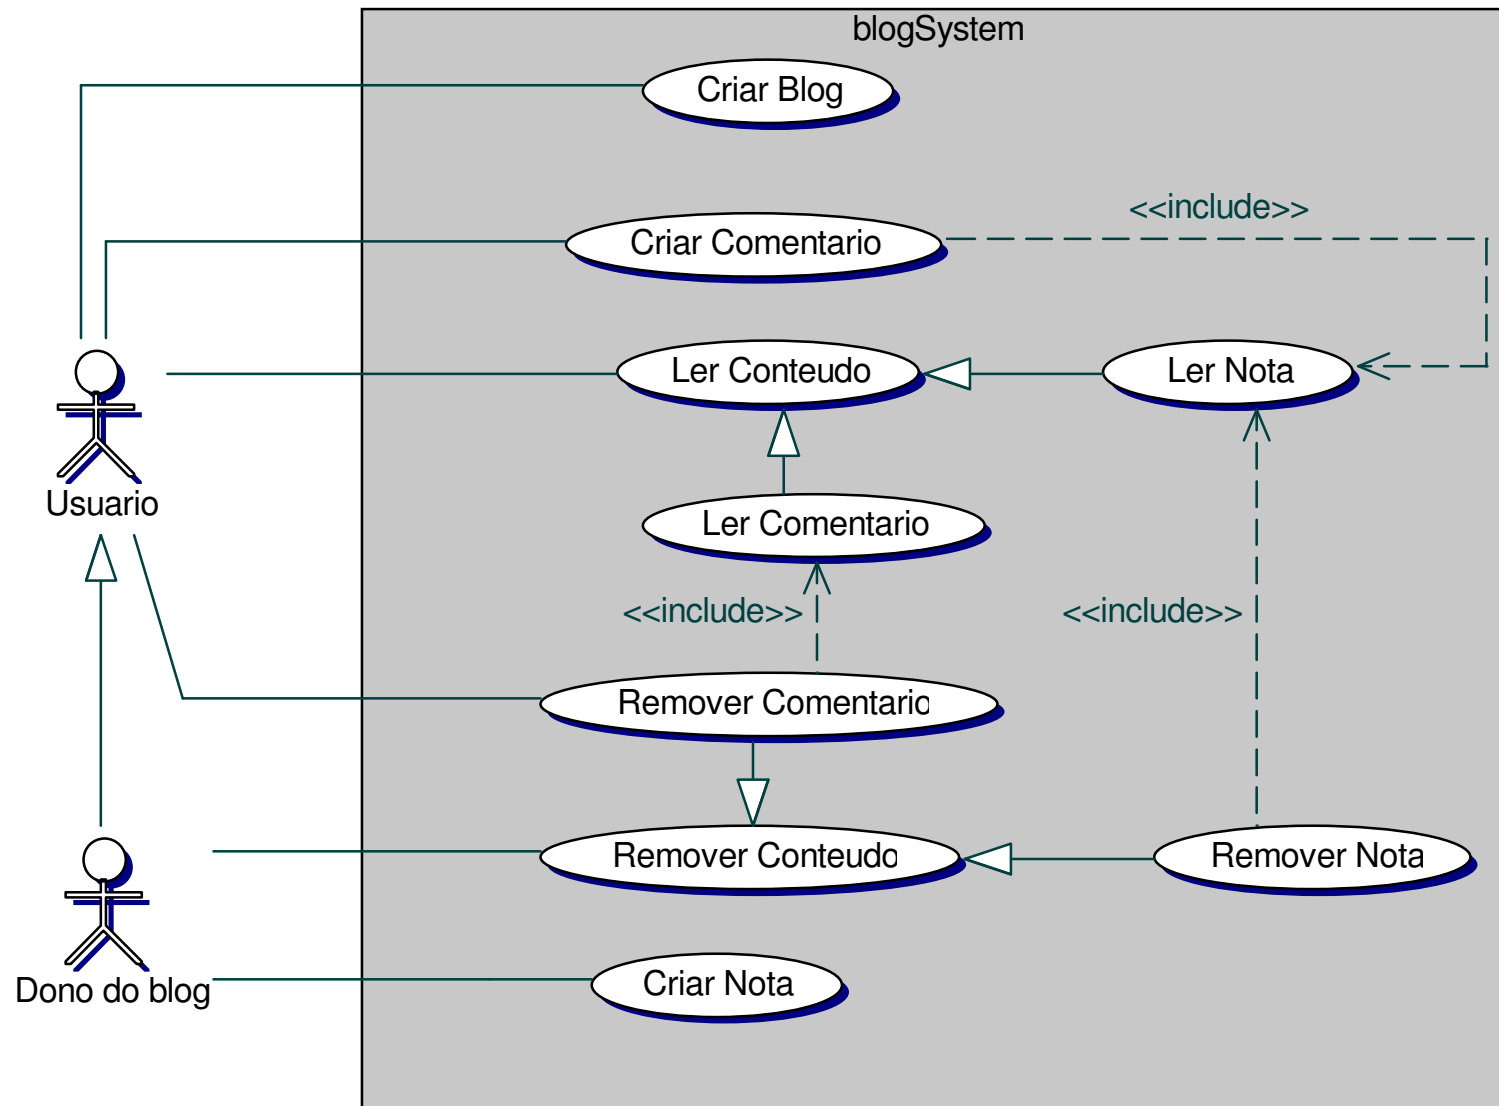 blogSystem
Criar Blog
<<include>>
Criar Comentario
Ler Conteudo
Ler Nota
Usuario
Ler Comentario
<<include>>
<<include>>
Remover Comentario
Remover Conteudo
Remover Nota
Criar Nota
Dono do blog